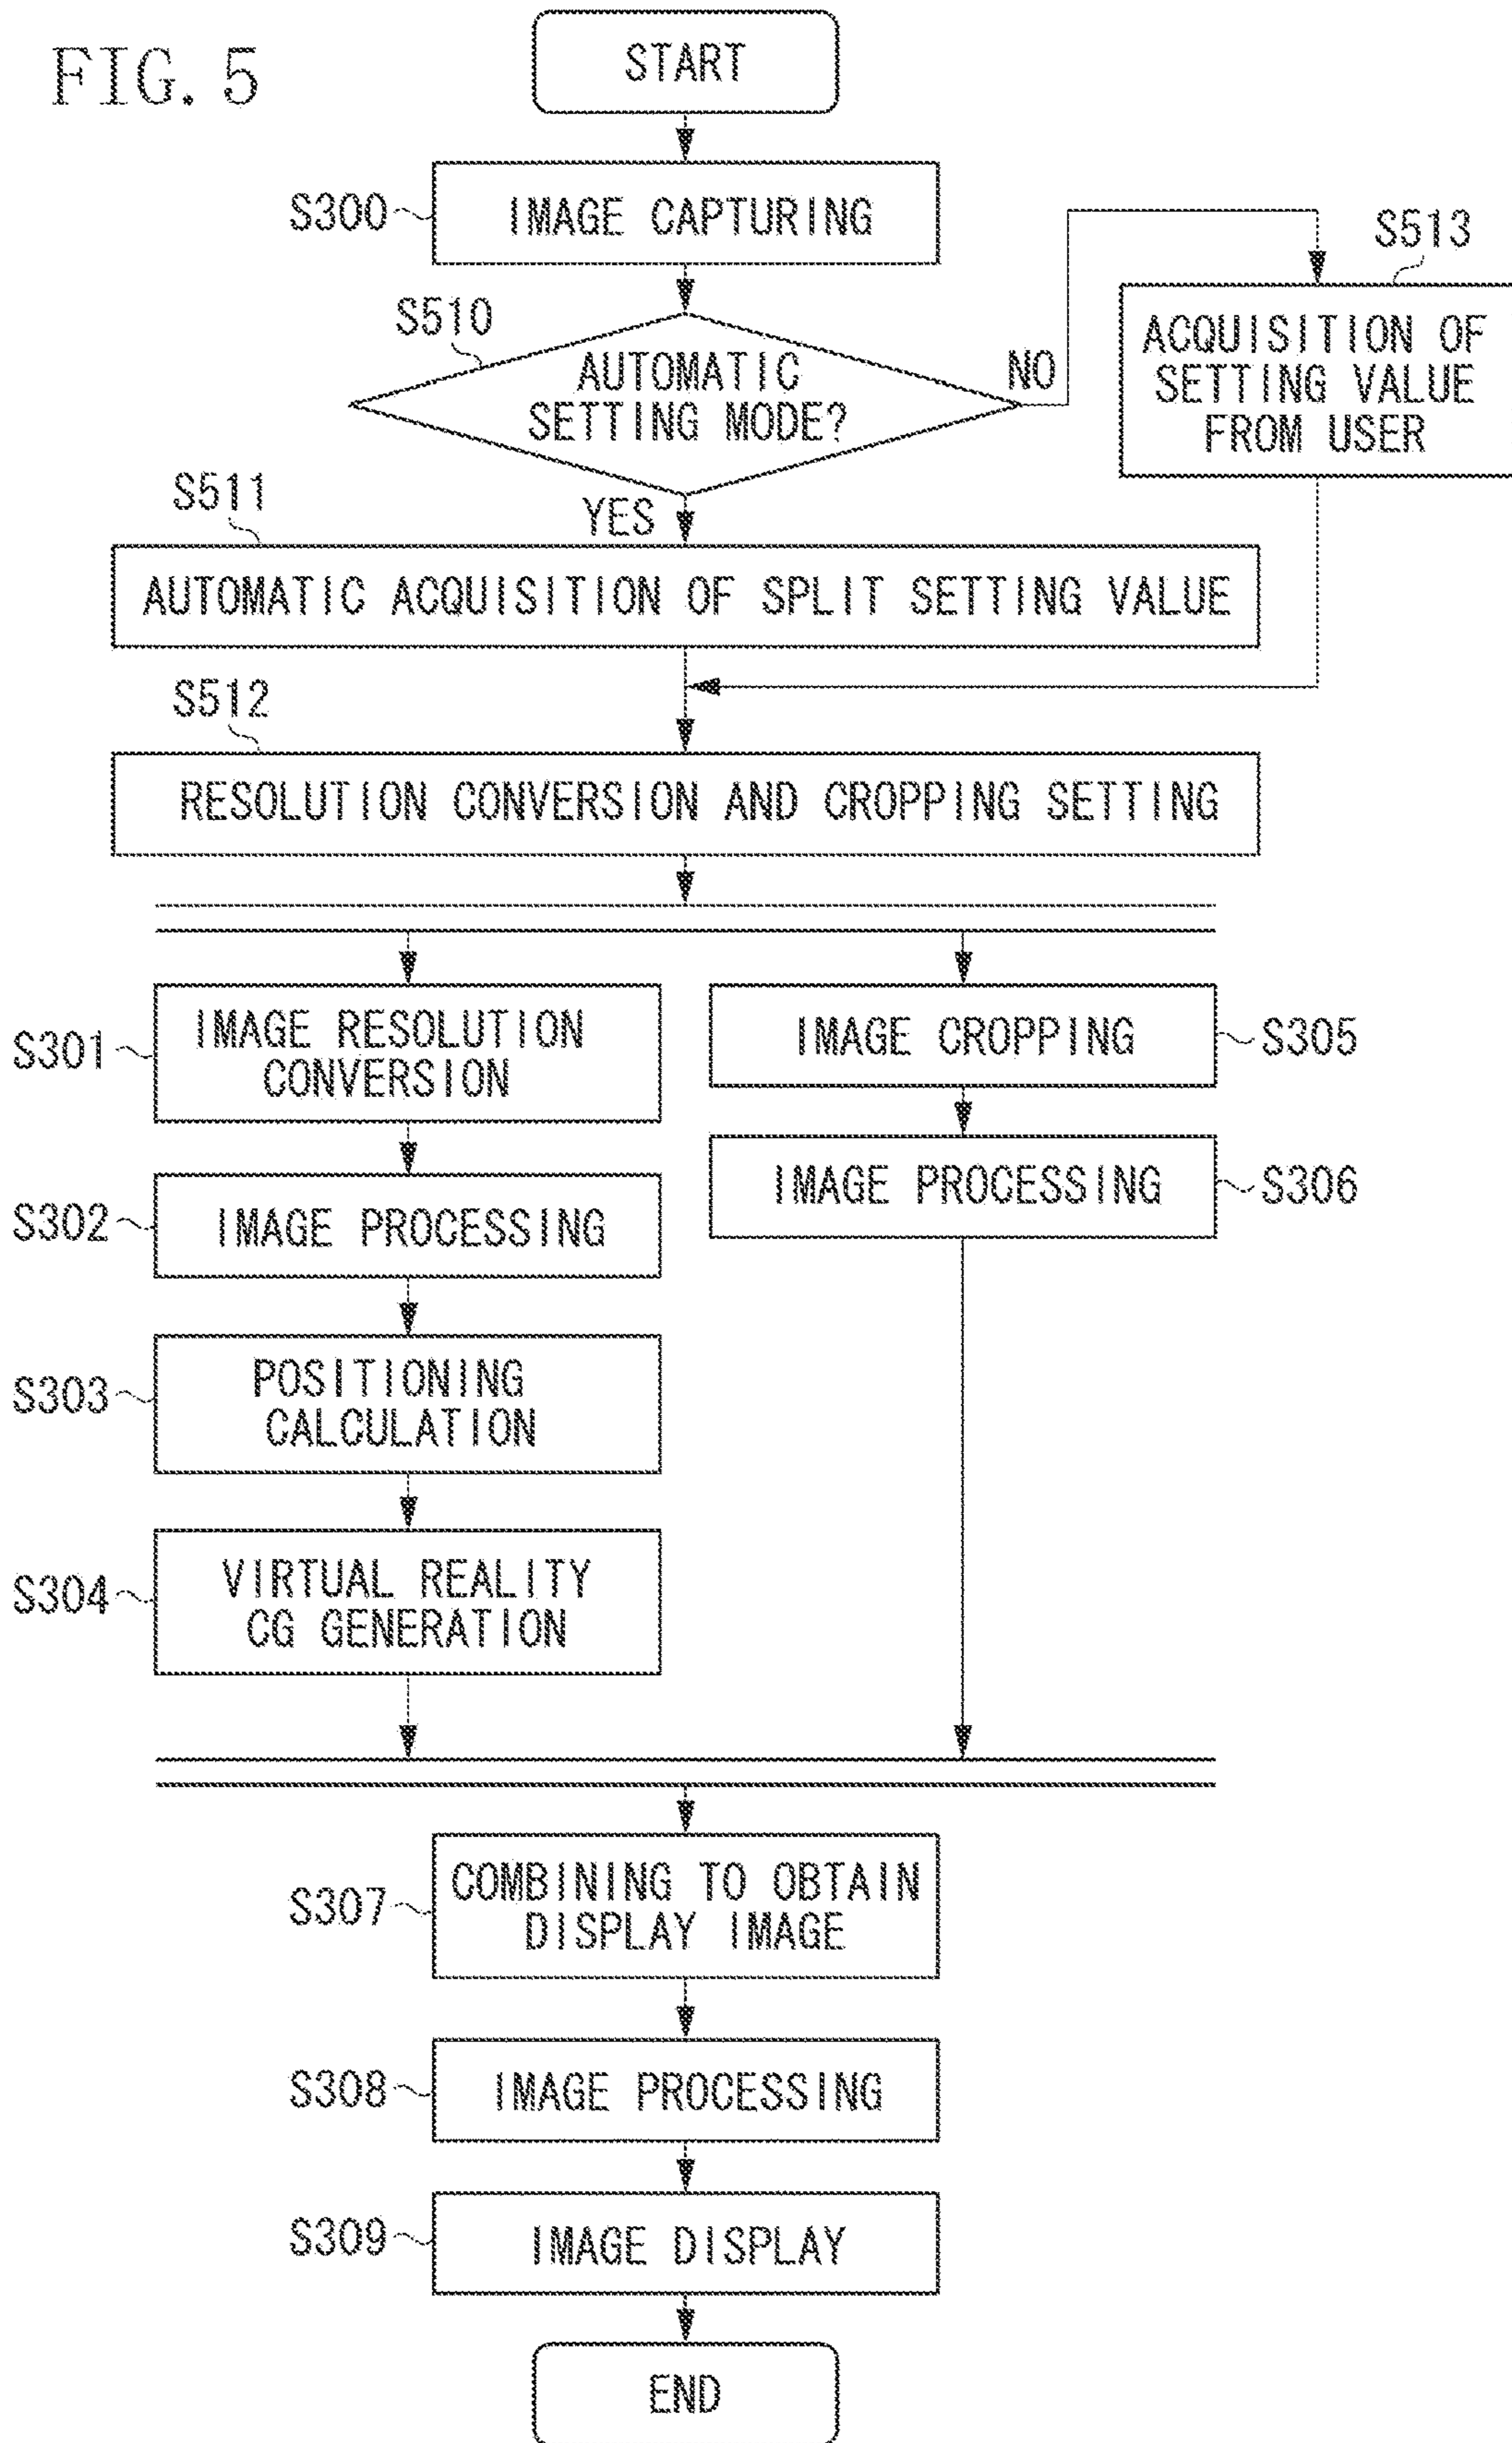 FIG. 5
START
S300
IMAGE CAPTURING
S510
AUTOMATIC
SETTING MODE?
NO
S513
ACQUISITION OF
SETTING VALUE
FROM USER
YES
S511
AUTOMATIC ACQUISITION OF SPLIT SETTING VALUE
S512
RESOLUTION CONVERSION AND CROPPING SETTING
S301
IMAGE RESOLUTION
CONVERSION
S302
IMAGE PROCESSING
S303
POSITIONING
CALCULATION
S304
VIRTUAL REALITY
CG GENERATION
IMAGE CROPPING
S305
IMAGE PROCESSING
S306
S307
COMBINING TO OBTAIN
DISPLAY IMAGE
S308
IMAGE PROCESSING
S309
IMAGE DISPLAY
END